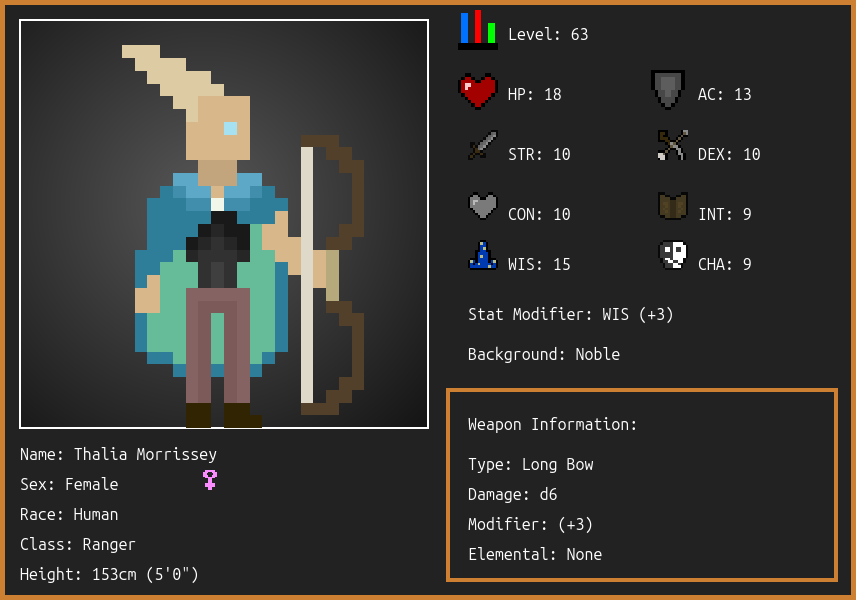 Level: 63
HP: 18
AC: 13
STR: 10
DEX: 10
CON: 10
INT: 9
WIS: 15
CHA: 9
Stat Modifier: WIS (+3)
Background: Noble
Weapon Information:
Type: Long Bow
Damage: d6
Modifier: (+3)
Elemental: None
Name: Thalia Morrissey
Sex: Female
Race: Human
Class: Ranger
Height: 153cm (5'0")